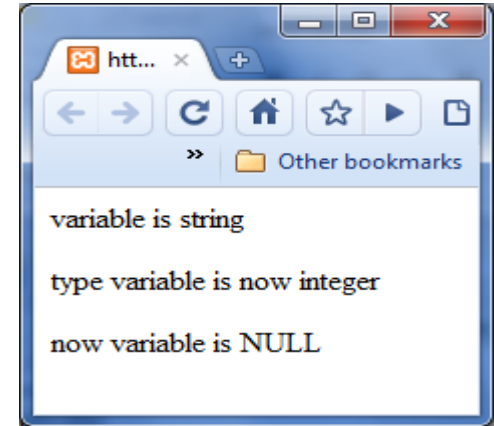 htt...
»
Other bookmarks
variable is string
type variable is now integer
now variable is NULL